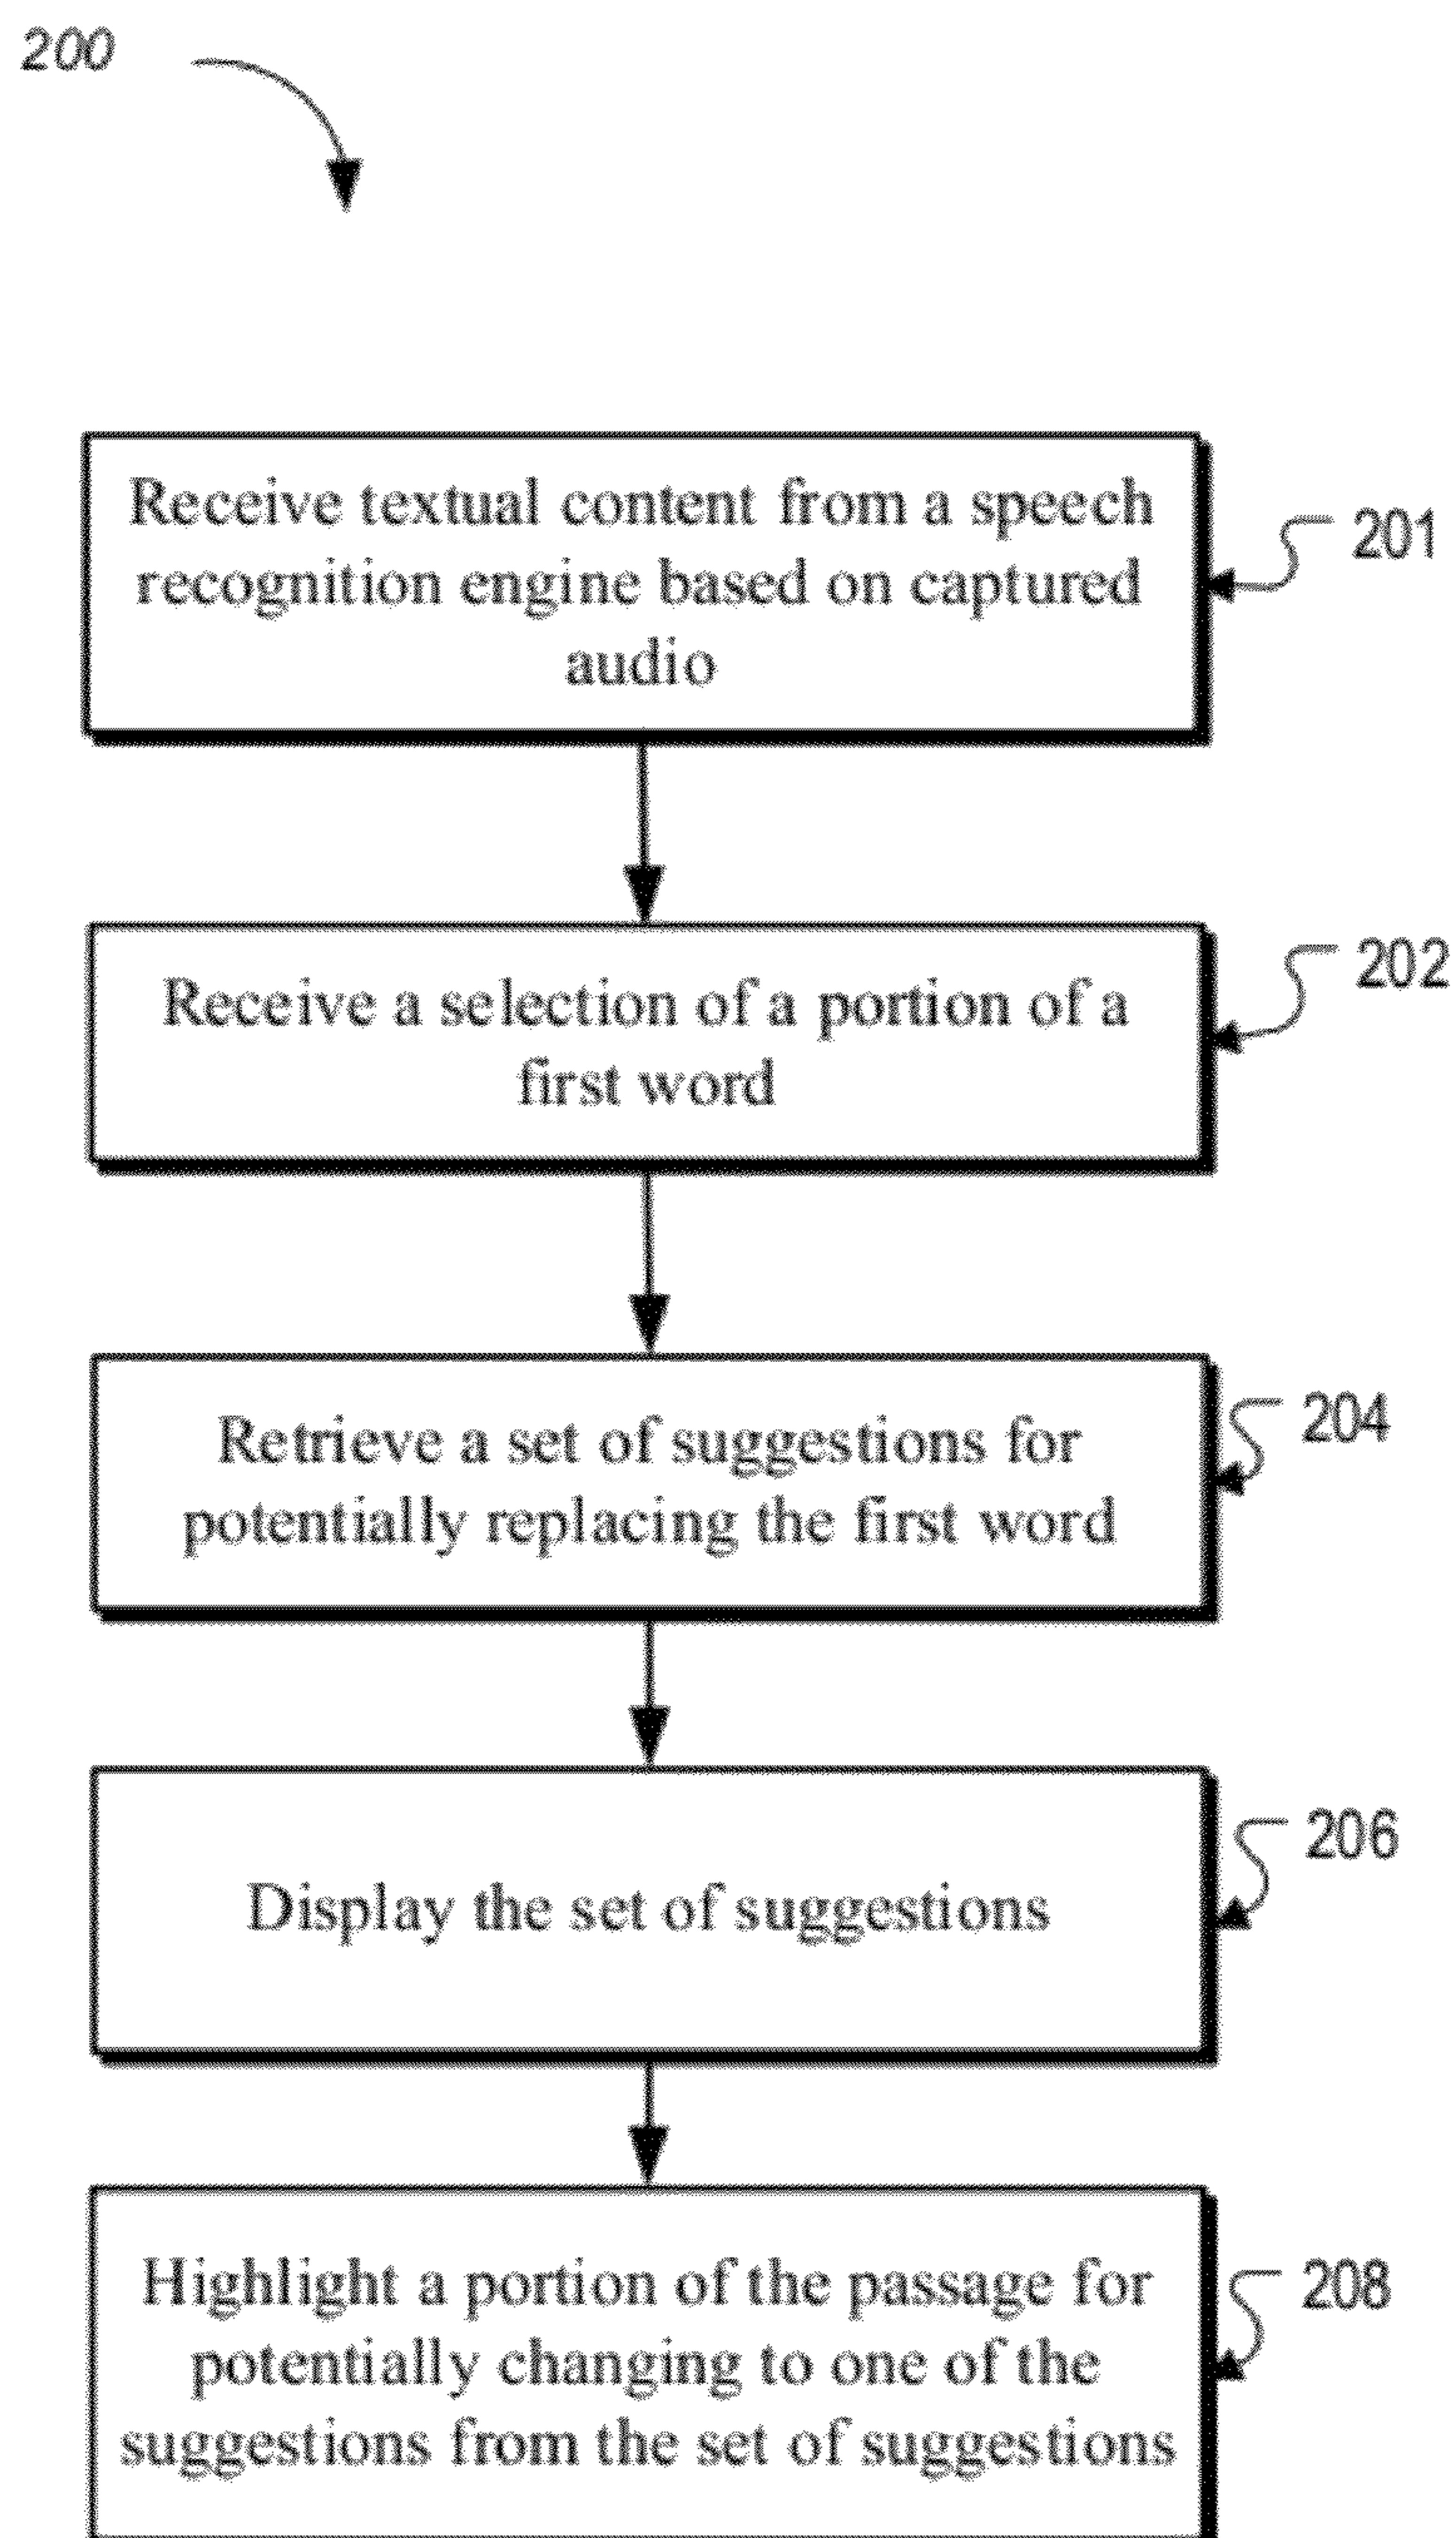 200
Receive textual content from a speech
recognition engine based on captured
audio
201
Receive a selection of a portion of a
first word
202
Retrieve a set of suggestions for
potentially replacing the first word
204
Display the set of suggestions
206
Highlight a portion of the passage for
potentially changing to one of the
suggestions from the set of suggestions
208